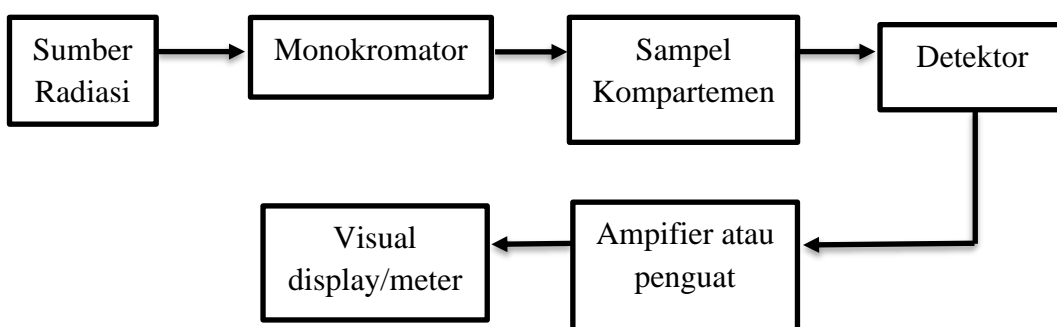 Sumber
Radiasi
Monokromator
Sampel
Kompartemen
Detektor
Ampifier atau
penguat
Visual
display/meter